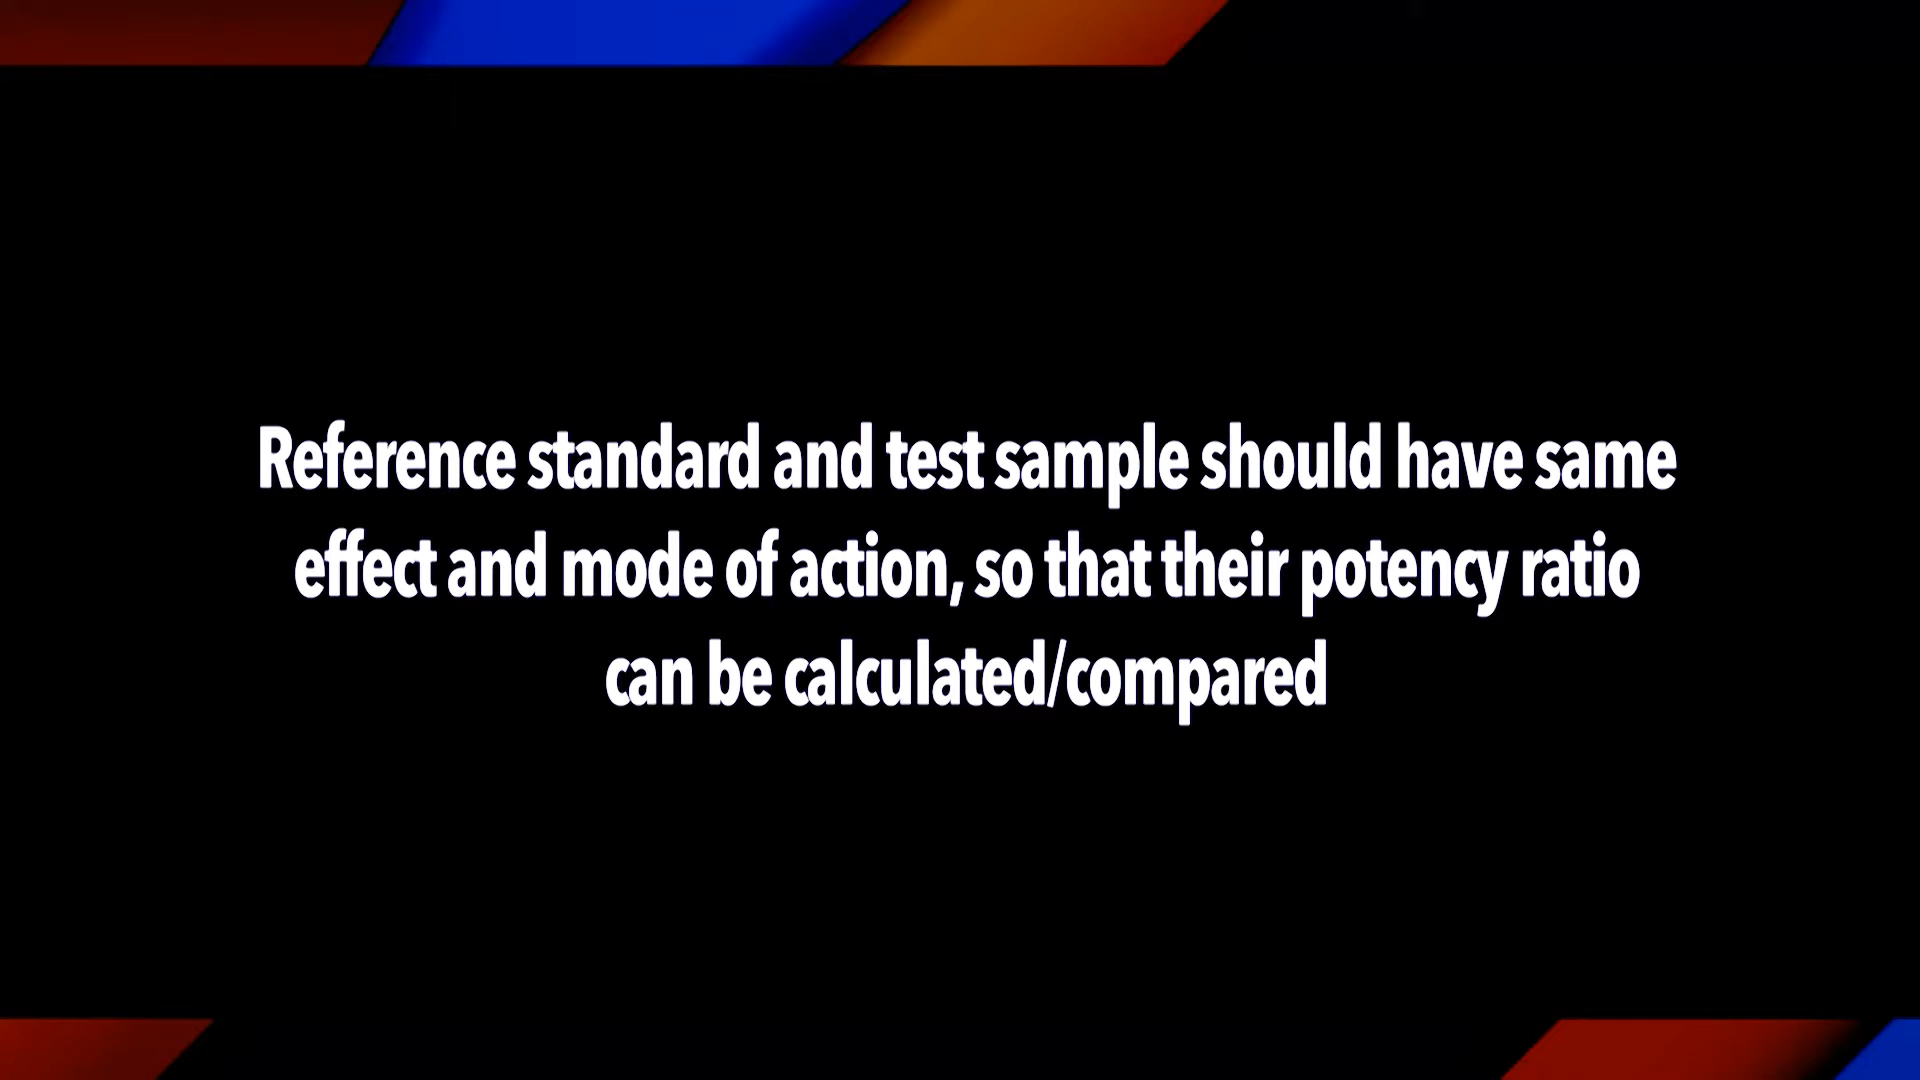 Reference standard and test sample should have same
effect and mode of action, so that their potency ratio
can be calculated/compared